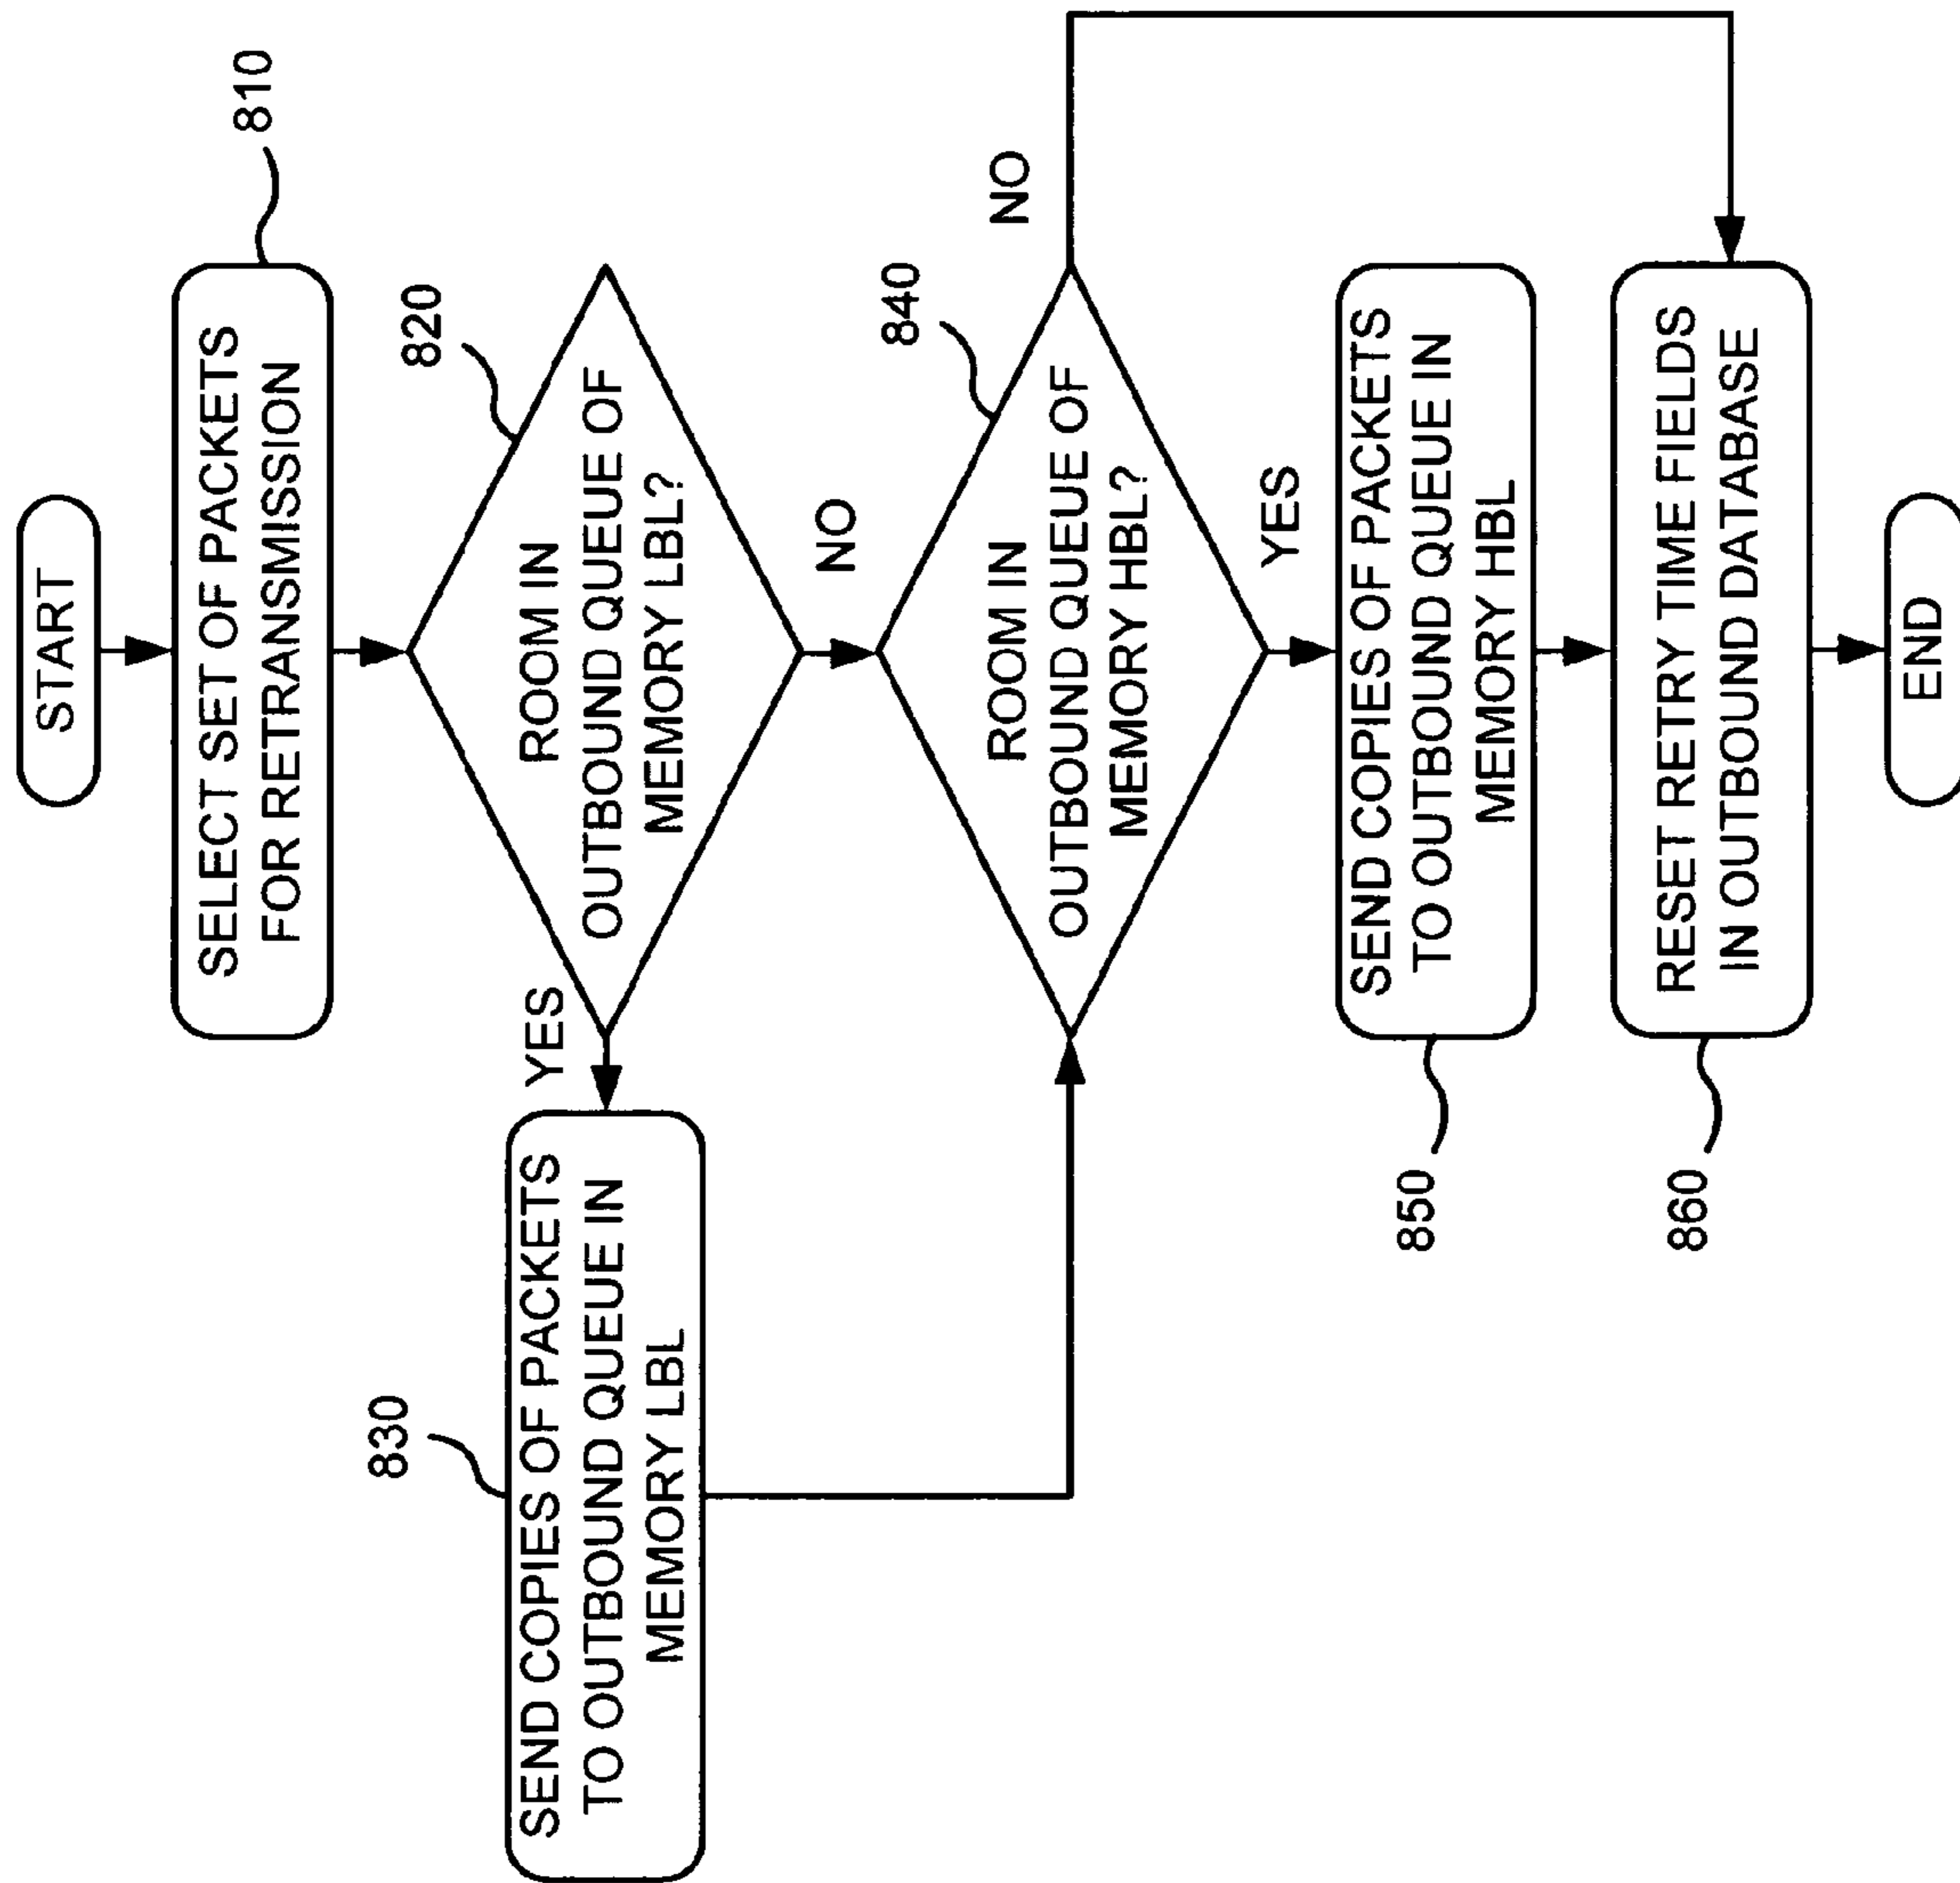 START
SELECT SET OF PACKETS
FOR RETRANSMISSION
810
820
ROOM IN
OUTBOUND QUEUE OF
MEMORY LBL?
YES
NO
830
SEND COPIES OF PACKETS
TO OUTBOUND QUEUE IN
MEMORY LBL
840
ROOM IN
OUTBOUND QUEUE OF
MEMORY HBL?
NO
YES
SEND COPIES OF PACKETS
TO OUTBOUND QUEUE IN
MEMORY HBL
850
RESET RETRY TIME FIELDS
IN OUTBOUND DATABASE
860
END